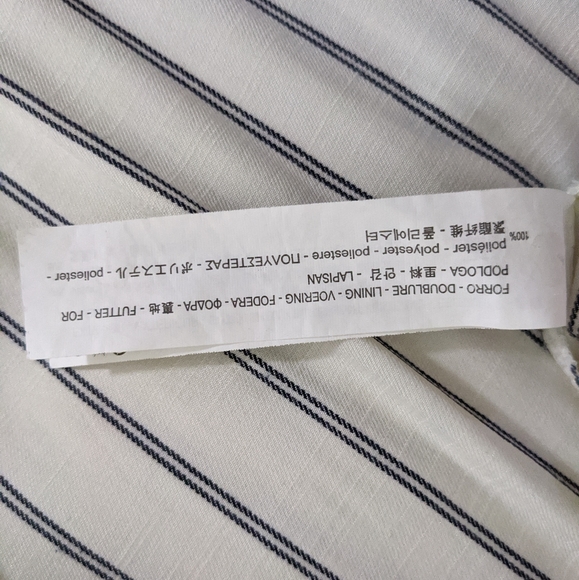 FORRO - DOUBLURE - LINING - VOERING - FODERA - ΦΟΔΡΑ - 裏地 - FUTTER - FOR
PODLOGA - 里料 - 안감 - LAPISAN
poliéster - polyester - poliestere - ΠΟΛΥΕΣΤΕΡΑΣ - ポリエステル - poliester -
100% 聚酯纤维 - 폴리에스터